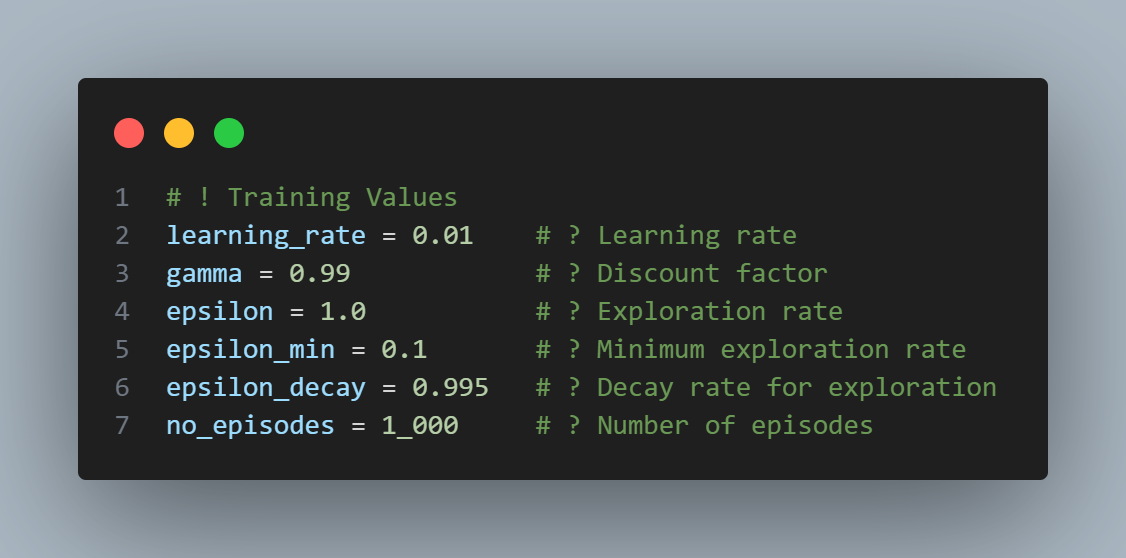 1 # ! Training Values
2 learning_rate = 0.01    # ? Learning rate
3 gamma = 0.99            # ? Discount factor
4 epsilon = 1.0           # ? Exploration rate
5 epsilon_min = 0.1       # ? Minimum exploration rate
6 epsilon_decay = 0.995   # ? Decay rate for exploration
7 no_episodes = 1_000     # ? Number of episodes